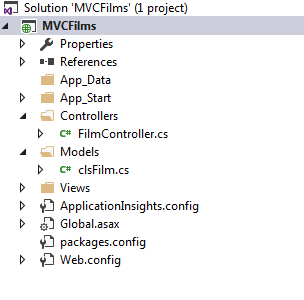 Solution 'MVCFilms' (1 project)
MVCFilms
Properties
References
App_Data
App_Start
Controllers
C# FilmController.cs
Models
C# clsFilm.cs
Views
ApplicationInsights.config
Global.asax
packages.config
Web.config